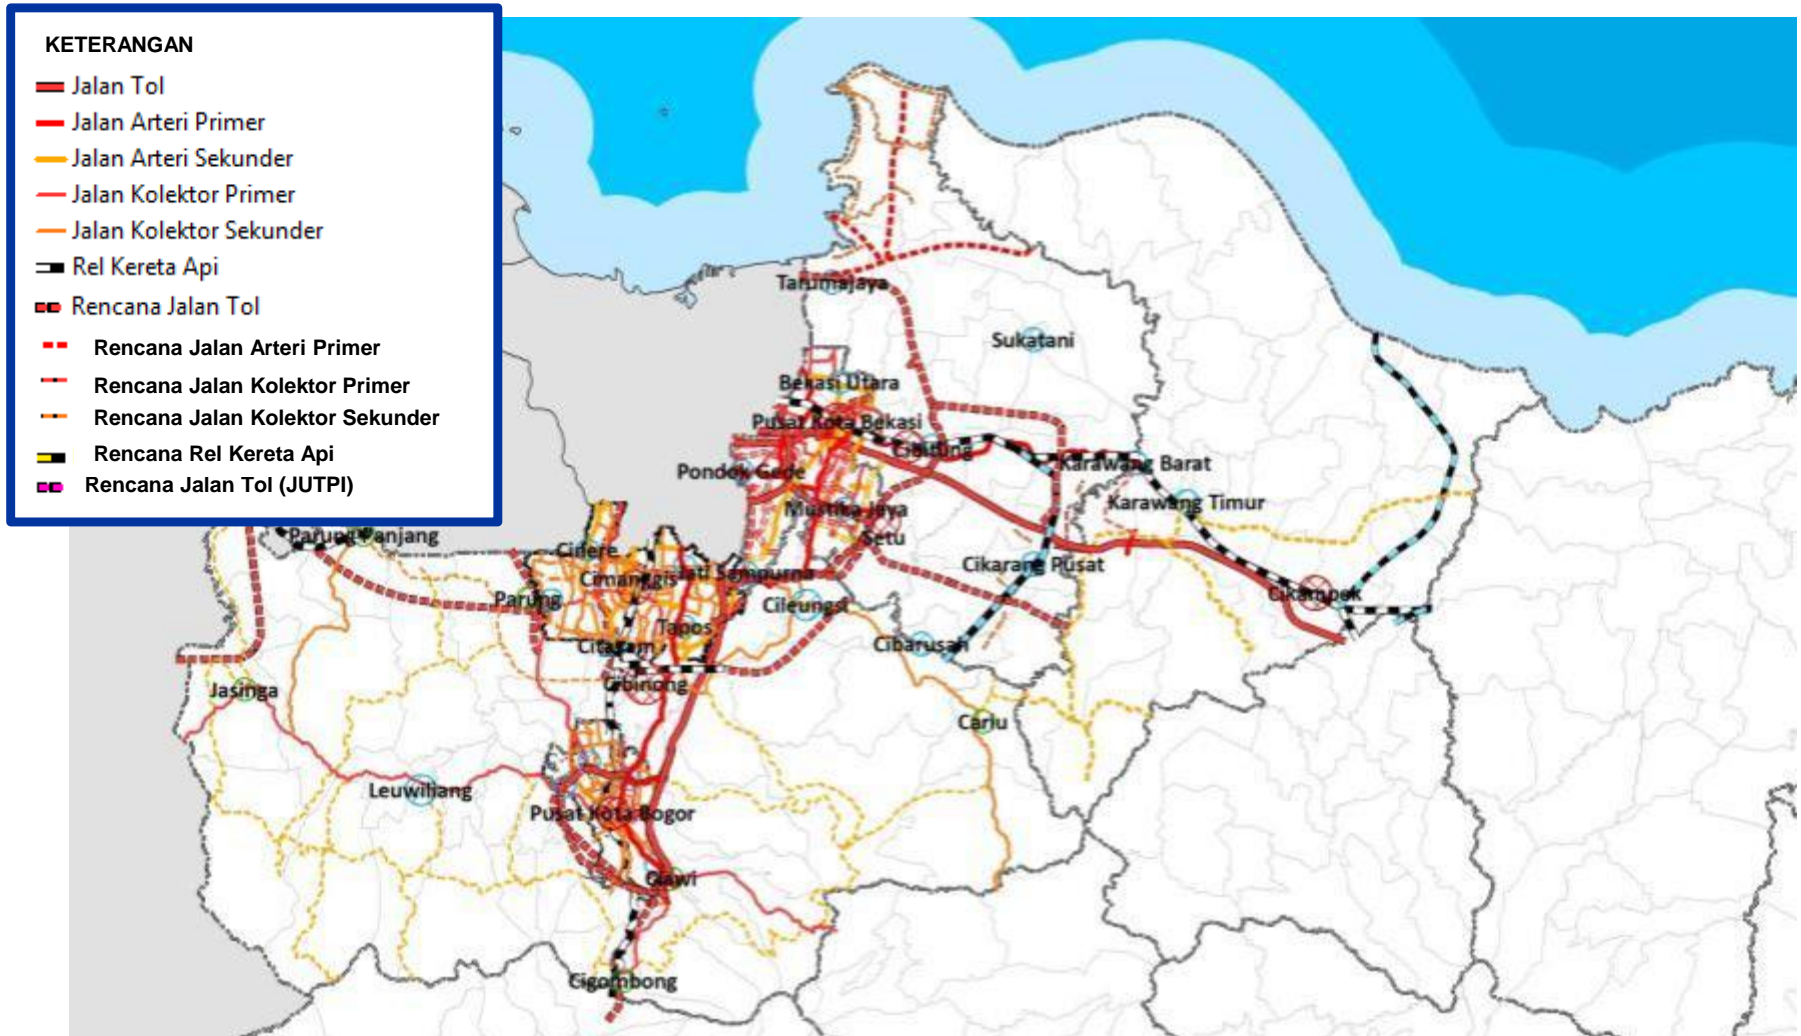 KETERANGAN
Jalan Tol
Jalan Arteri Primer
Jalan Arteri Sekunder
Jalan Kolektor Primer
Jalan Kolektor Sekunder
Rel Kereta Api
Rencana Jalan Tol
Rencana Jalan Arteri Primer
Rencana Jalan Kolektor Primer
Rencana Jalan Kolektor Sekunder
Rencana Rel Kereta Api
Rencana Jalan Tol (JUTPI)
Tarumajaya
Sukatani
Bekasi Utara
Pusat Kota Bekasi
Cibitung
Karawang Barat
Pondok Gede
Karawang Timur
Mustika Jaya
Setu
Parung Panjang
Cinere
Cikarang Pusat
Cimanggis
Jati Sampurna
Cikampek
Parung
Cileungsi
Tapos
Citayam
Cibarusah
Cibinong
Jasinga
Cariu
Leuwiliang
Pusat Kota Bogor
Ciawi
Cigombong